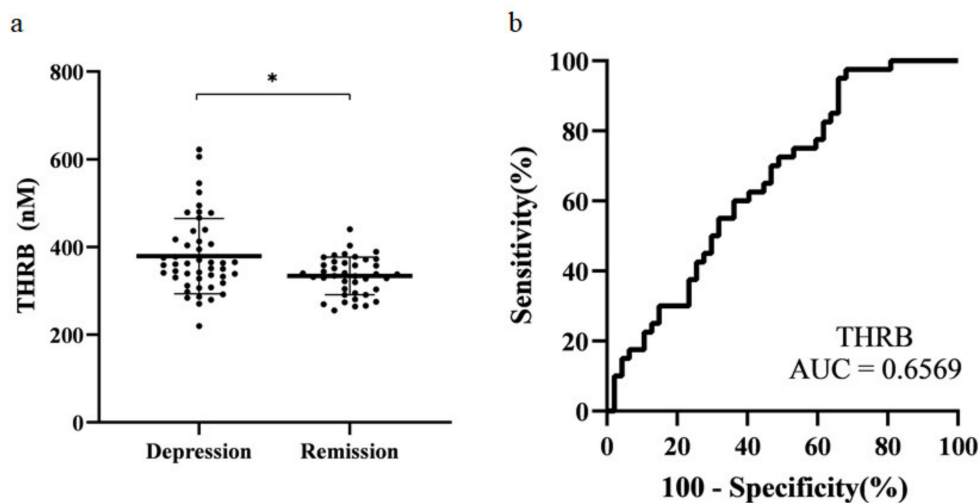 a
800
600
400
200
0
THRB (nM)
*
Depression Remission
b
100
80
60
40
20
0
Sensitivity(%)
THRB
AUC = 0.6569
0 20 40 60 80 100
100 - Specificity(%)